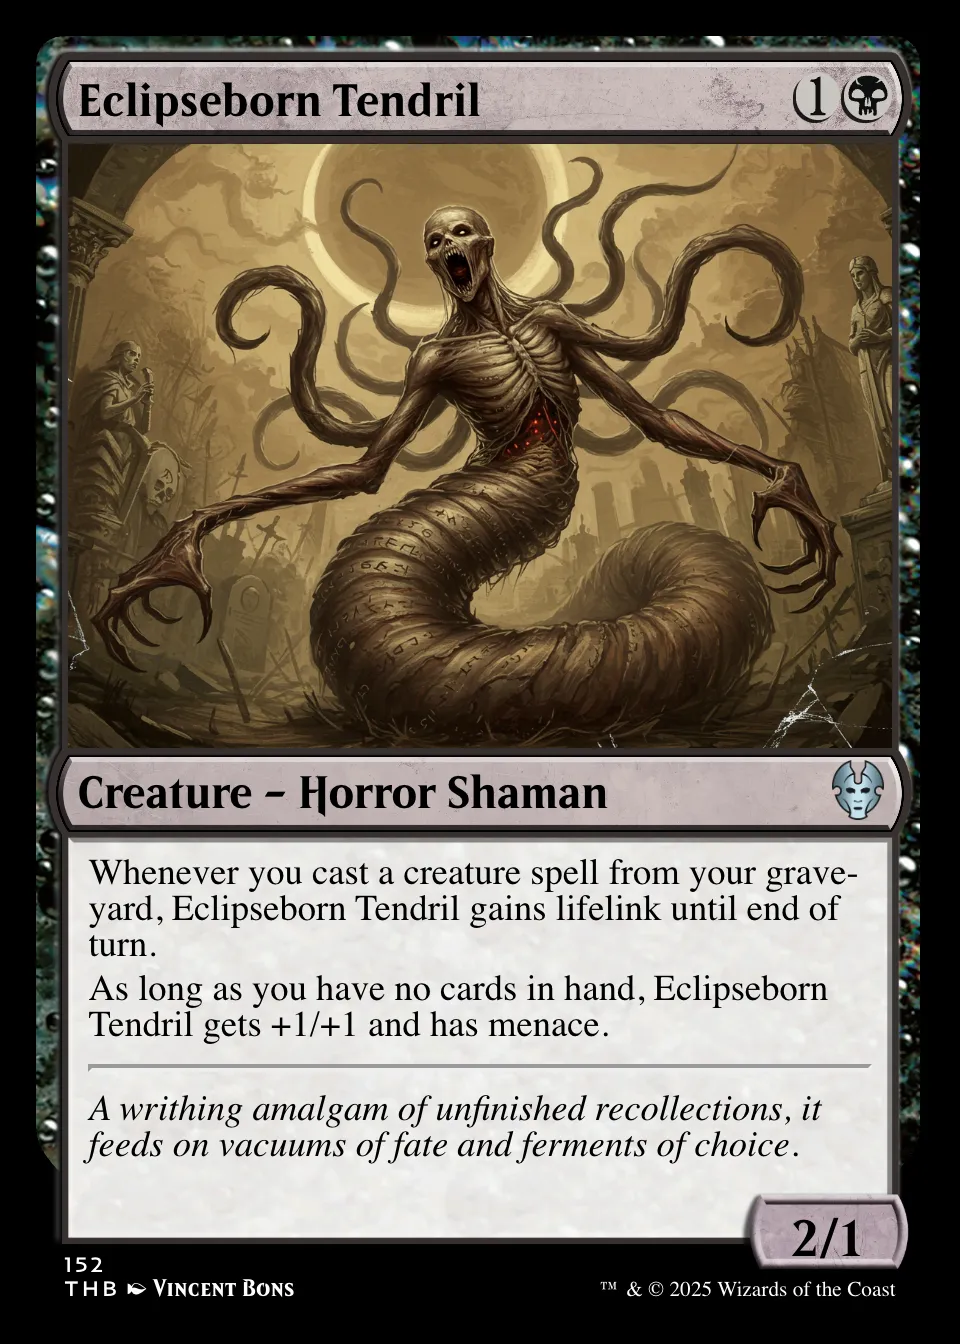 Eclipseborn Tendril 1
Creature – Horror Shaman
Whenever you cast a creature spell from your grave-
yard, Eclipseborn Tendril gains lifelink until end of
turn.
As long as you have no cards in hand, Eclipseborn
Tendril gets +1/+1 and has menace.
A writhing amalgam of unfinished recollections, it
feeds on vacuums of fate and ferments of choice.
2/1
152
THB Vincent Bons
™ & © 2025 Wizards of the Coast